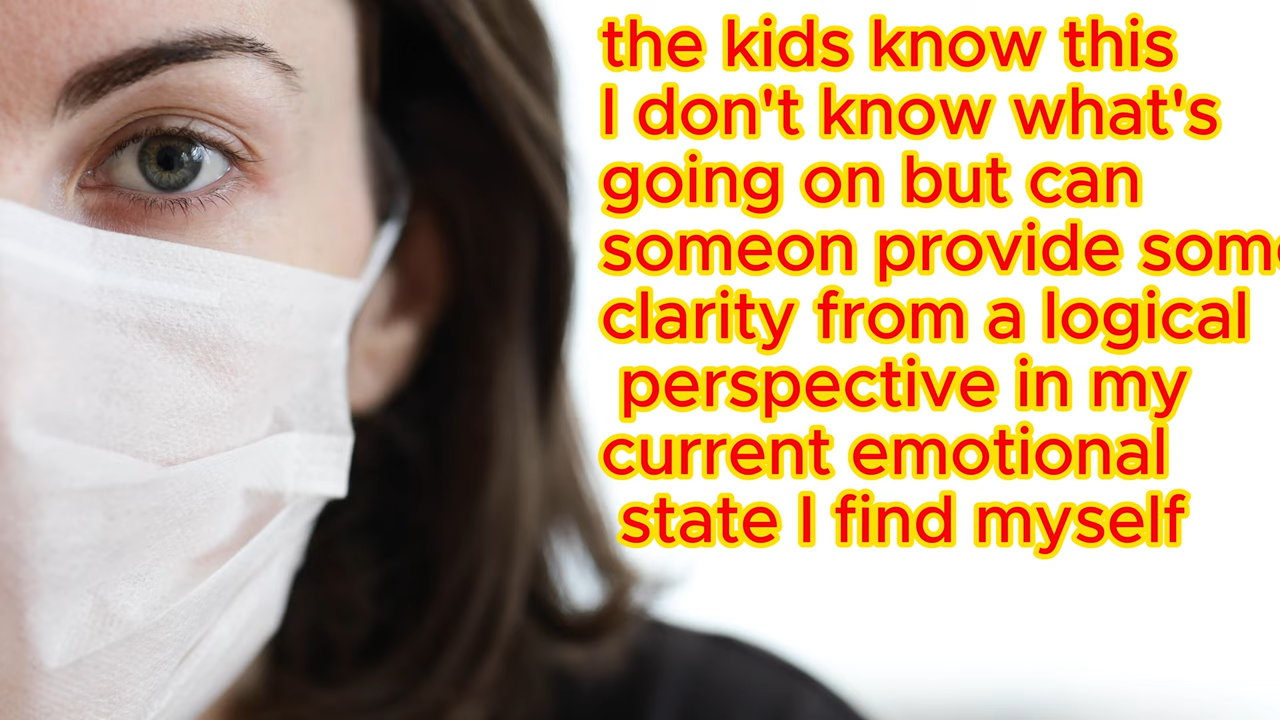 the kids know this
I don't know what's
going on but can
someon provide som
clarity from a logical
perspective in my
current emotional
state I find myself